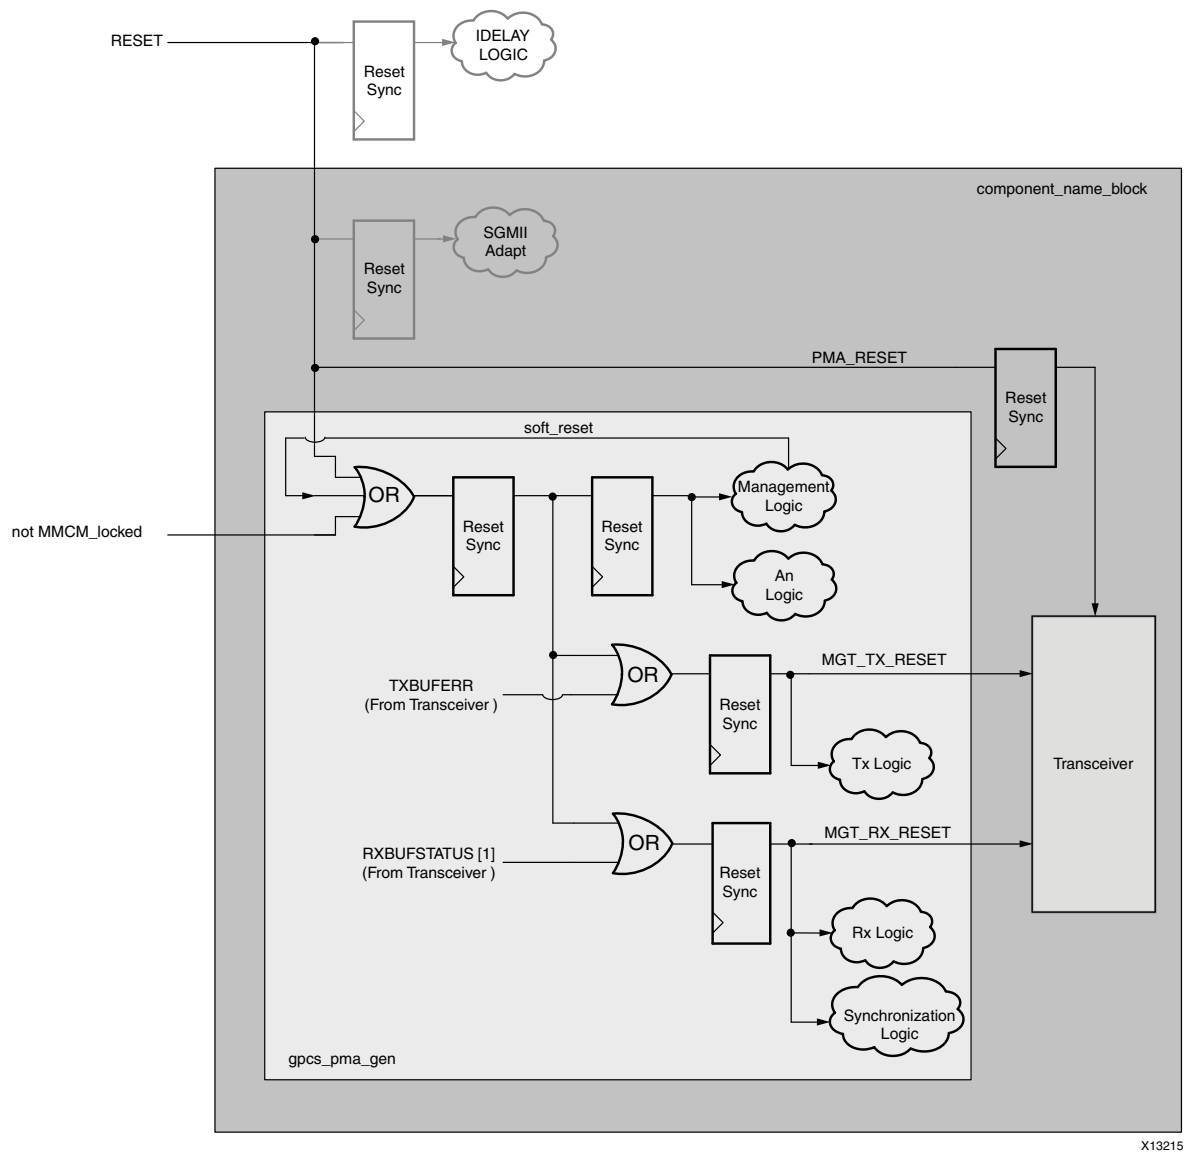 RESET
Reset
Sync
IDELAY
LOGIC
component_name_block
Reset
Sync
SGMII
Adapt
PMA_RESET
Reset
Sync
soft_reset
OR
not MMCM_locked
Reset
Sync
Reset
Sync
Management
Logic
An
Logic
TXBUFERR
(From Transceiver )
OR
Reset
Sync
MGT_TX_RESET
Tx Logic
Transceiver
RXBUFSTATUS [1]
(From Transceiver )
OR
Reset
Sync
MGT_RX_RESET
Rx Logic
Synchronization
Logic
gpcs_pma_gen
X13215